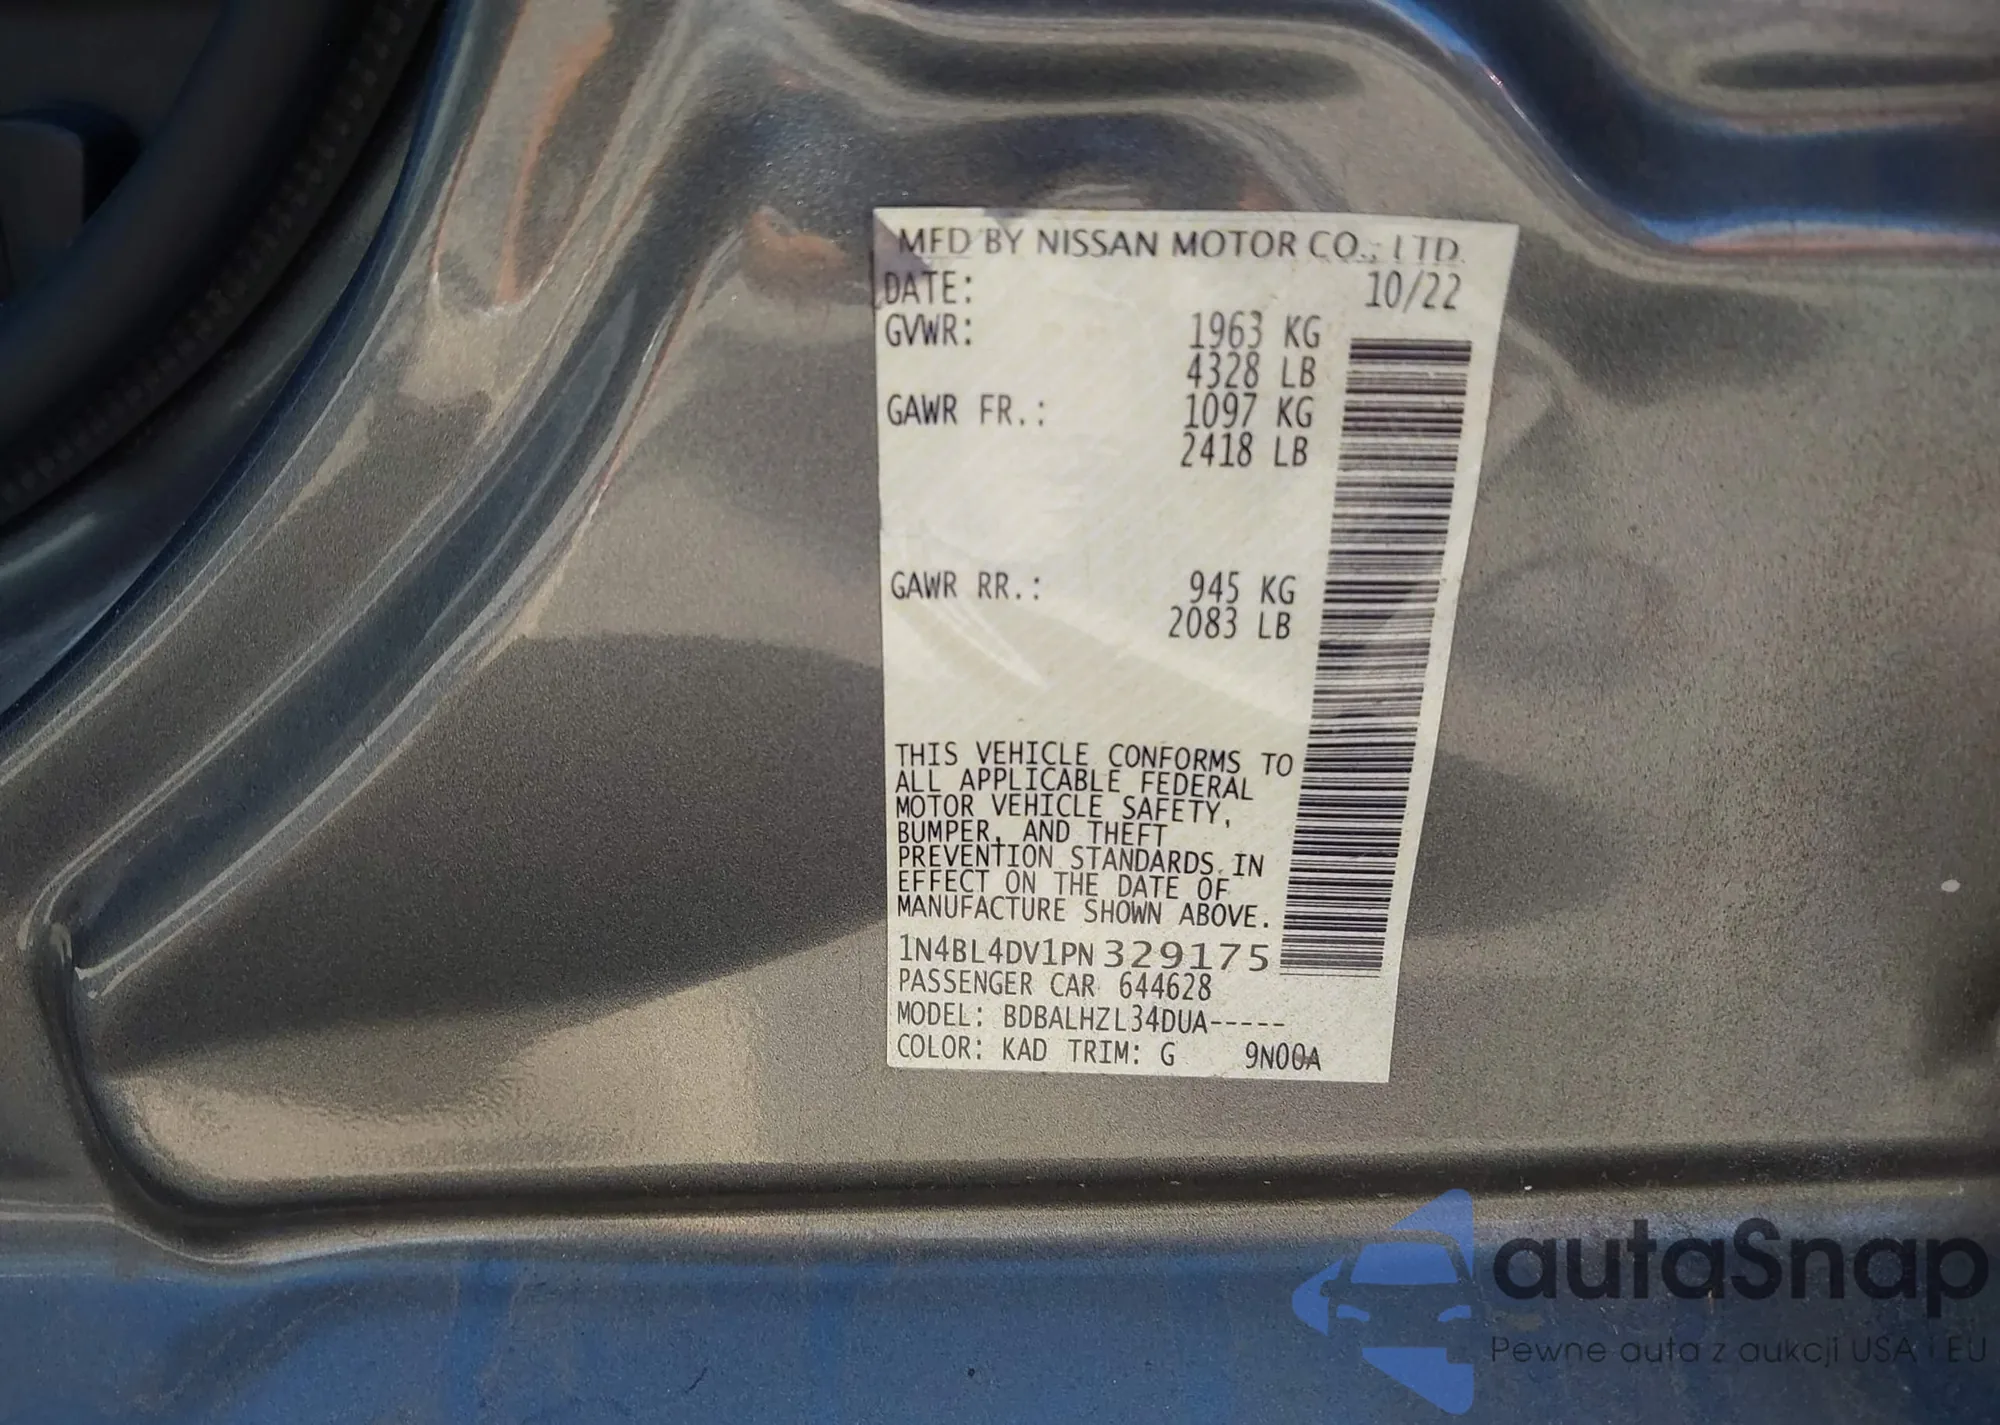 MFD BY NISSAN MOTOR CO., LTD.
DATE: 10/22
GVWR: 1963 KG
4328 LB
GAWR FR.: 1097 KG
2418 LB
GAWR RR.: 945 KG
2083 LB
THIS VEHICLE CONFORMS TO
ALL APPLICABLE FEDERAL
MOTOR VEHICLE SAFETY,
BUMPER, AND THEFT
PREVENTION STANDARDS IN
EFFECT ON THE DATE OF
MANUFACTURE SHOWN ABOVE.
1N4BL4DV1PN329175
PASSENGER CAR 644628
MODEL: BDBALHZL34DUA-----
COLOR: KAD TRIM: G 9N00A
autaSnap
Pewne auta z aukcji USA i EU